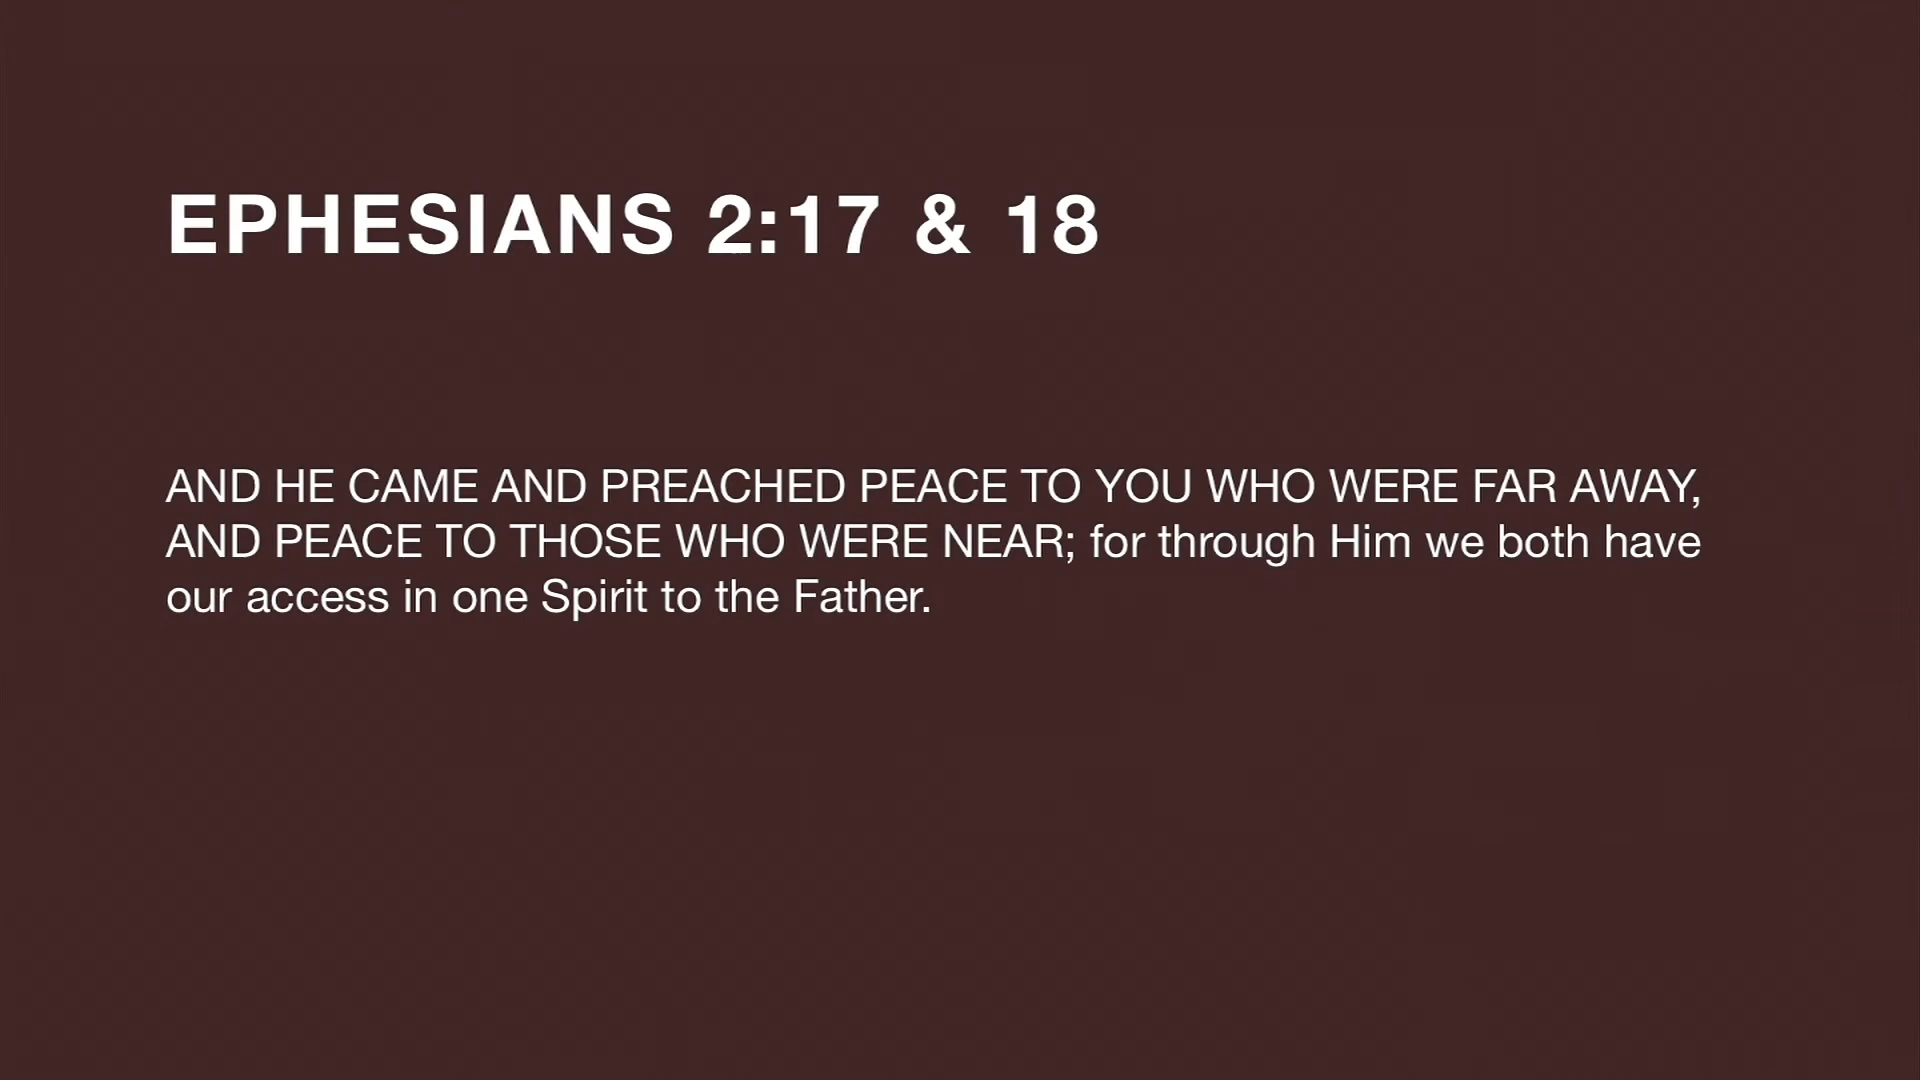 EPHESIANS 2:17 & 18
AND HE CAME AND PREACHED PEACE TO YOU WHO WERE FAR AWAY,
AND PEACE TO THOSE WHO WERE NEAR; for through Him we both have
our access in one Spirit to the Father.